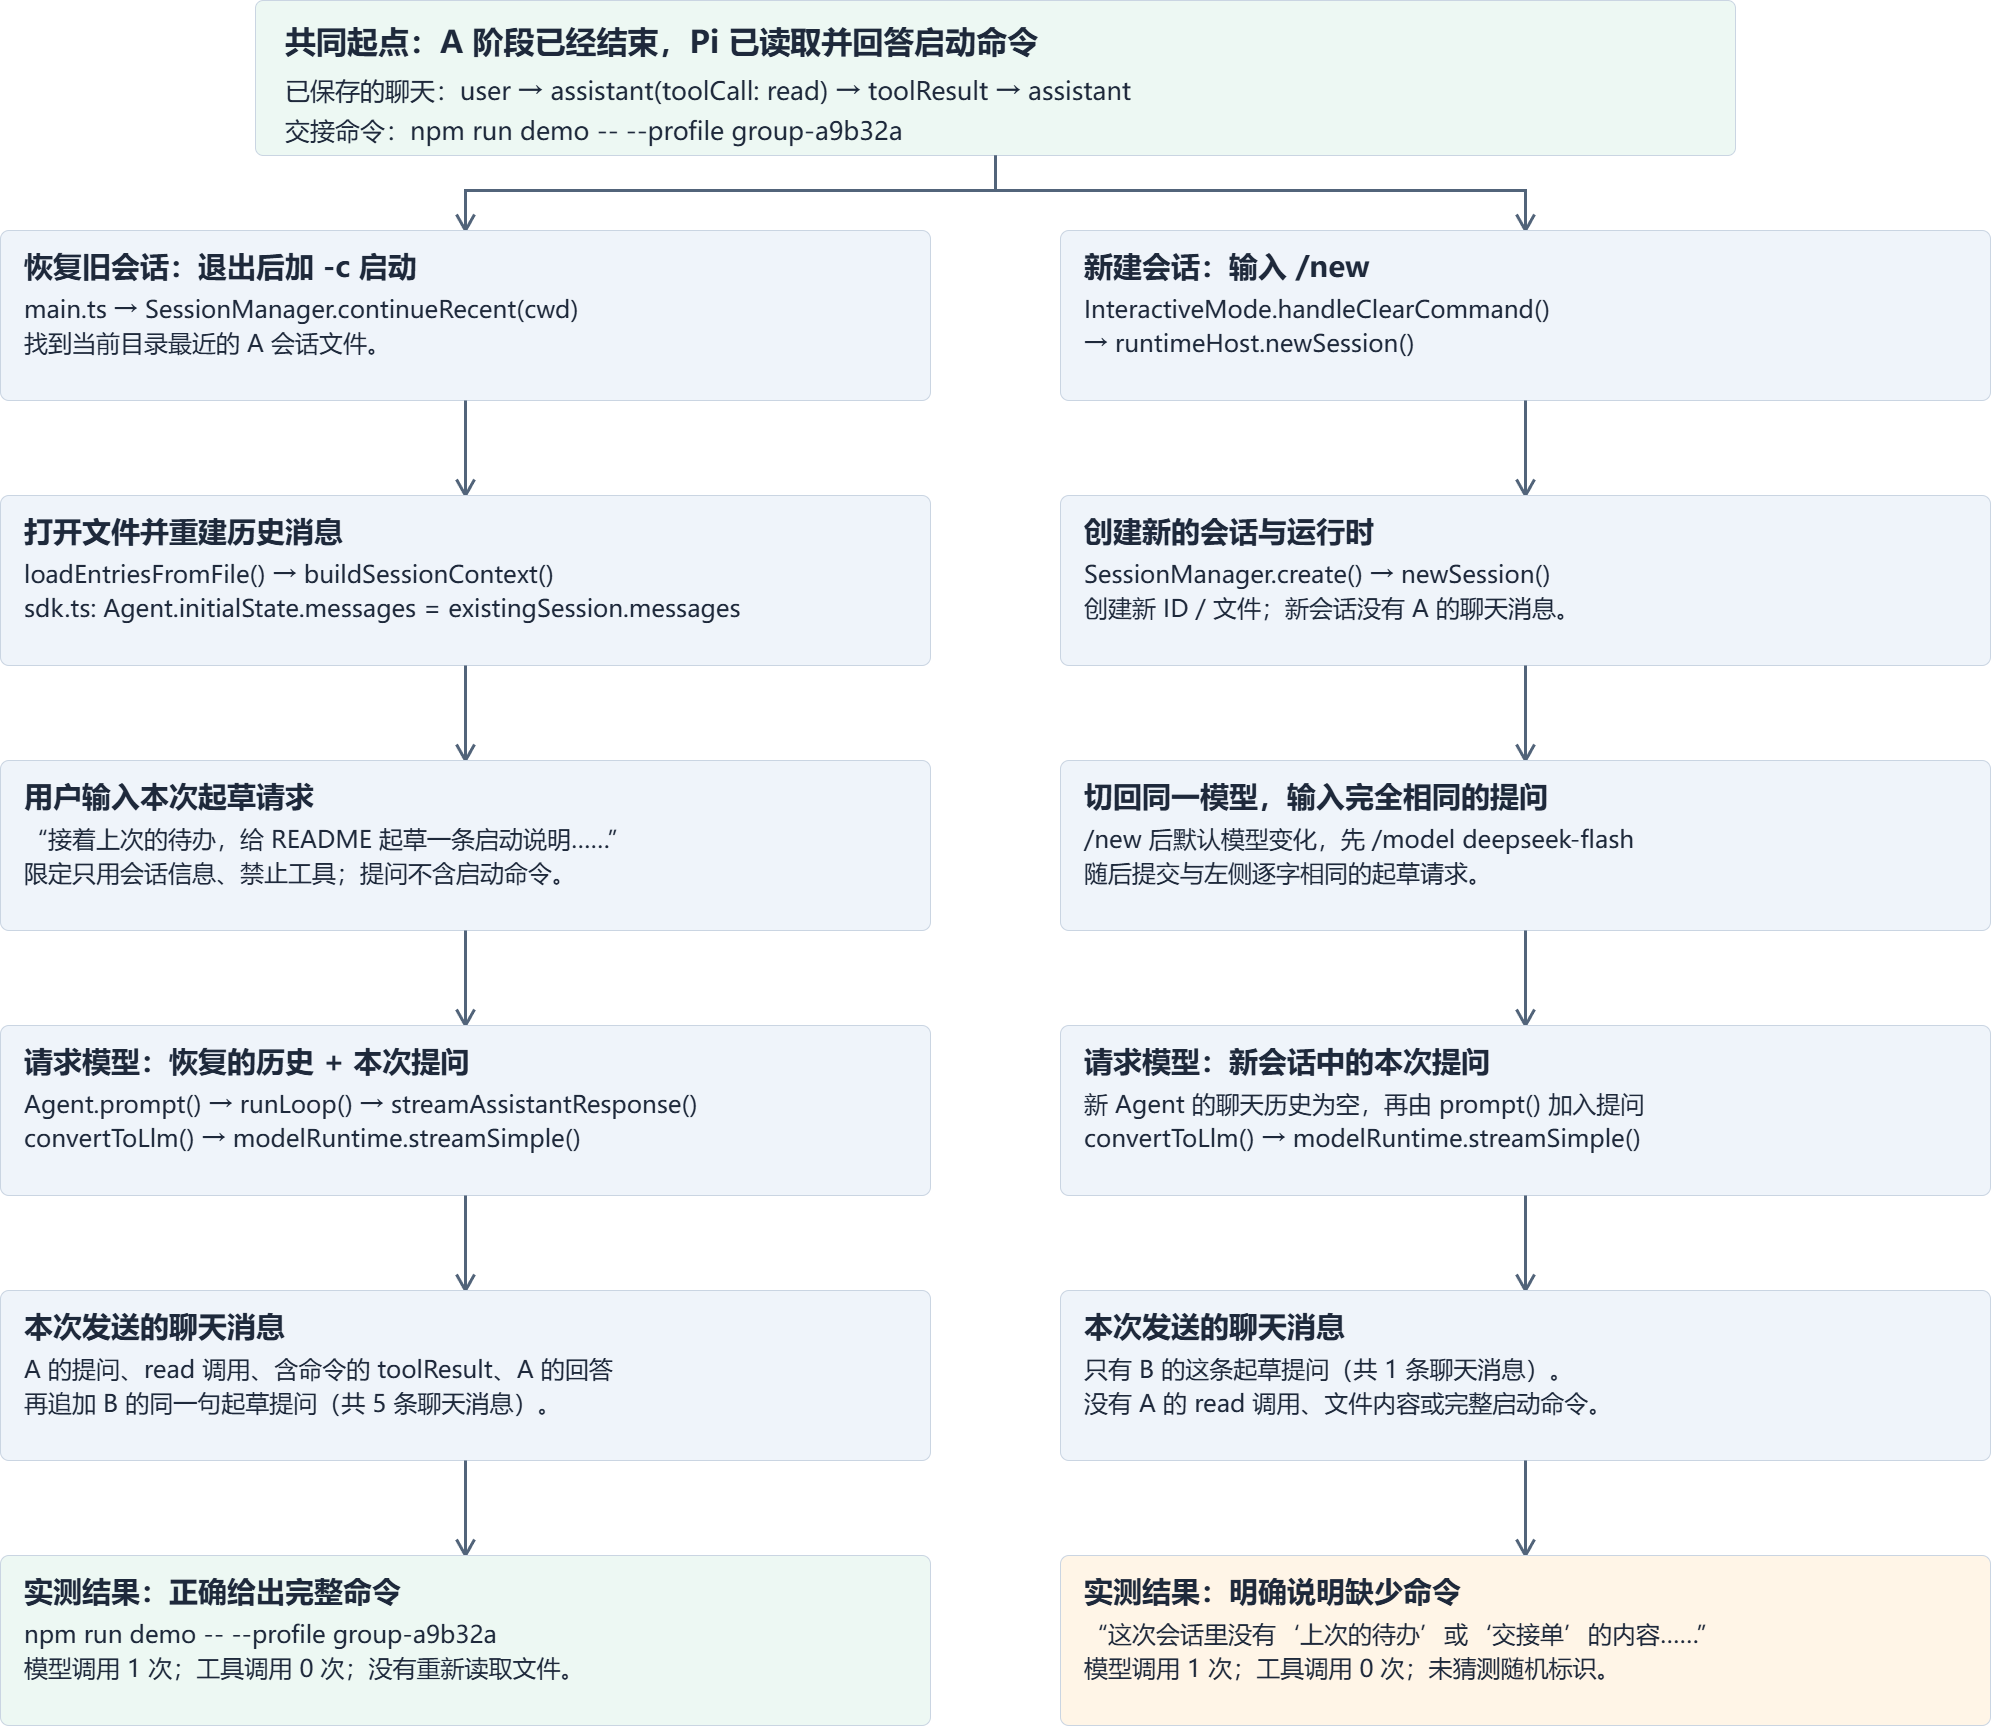 共同起点：A 阶段已经结束，Pi 已读取并回答启动命令
已保存的聊天：user → assistant(toolCall: read) → toolResult → assistant
交接命令：npm run demo -- --profile group-a9b32a
恢复旧会话：退出后加 -c 启动
main.ts → SessionManager.continueRecent(cwd)
找到当前目录最近的 A 会话文件。
打开文件并重建历史消息
loadEntriesFromFile() → buildSessionContext()
sdk.ts: Agent.initialState.messages = existingSession.messages
用户输入本次起草请求
“接着上次的待办，给 README 起草一条启动说明……”
限定只用会话信息、禁止工具；提问不含启动命令。
请求模型：恢复的历史 + 本次提问
Agent.prompt() → runLoop() → streamAssistantResponse()
convertToLlm() → modelRuntime.streamSimple()
本次发送的聊天消息
A 的提问、read 调用、含命令的 toolResult、A 的回答
再追加 B 的同一句起草提问（共 5 条聊天消息）。
实测结果：正确给出完整命令
npm run demo -- --profile group-a9b32a
模型调用 1 次；工具调用 0 次；没有重新读取文件。
新建会话：输入 /new
InteractiveMode.handleClearCommand()
→ runtimeHost.newSession()
创建新的会话与运行时
SessionManager.create() → newSession()
创建新 ID / 文件；新会话没有 A 的聊天消息。
切回同一模型，输入完全相同的提问
/new 后默认模型变化，先 /model deepseek-flash
随后提交与左侧逐字相同的起草请求。
请求模型：新会话中的本次提问
新 Agent 的聊天历史为空，再由 prompt() 加入提问
convertToLlm() → modelRuntime.streamSimple()
本次发送的聊天消息
只有 B 的这条起草提问（共 1 条聊天消息）。
没有 A 的 read 调用、文件内容或完整启动命令。
实测结果：明确说明缺少命令
“这次会话里没有‘上次的待办’或‘交接单’的内容……”
模型调用 1 次；工具调用 0 次；未猜测随机标识。